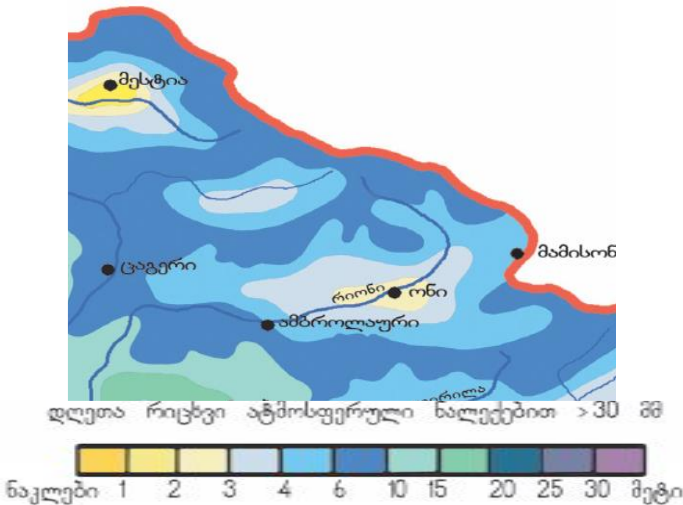 მესტია
ცაგერი
მამისონ
რიონი
ონი
ამბროლაური
ერილა
დღეთა რიცხვი ატმოსფერული ნალექებით >30 მმ
ნაკლები 1 2 3 4 6 10 15 20 25 30 მეტი